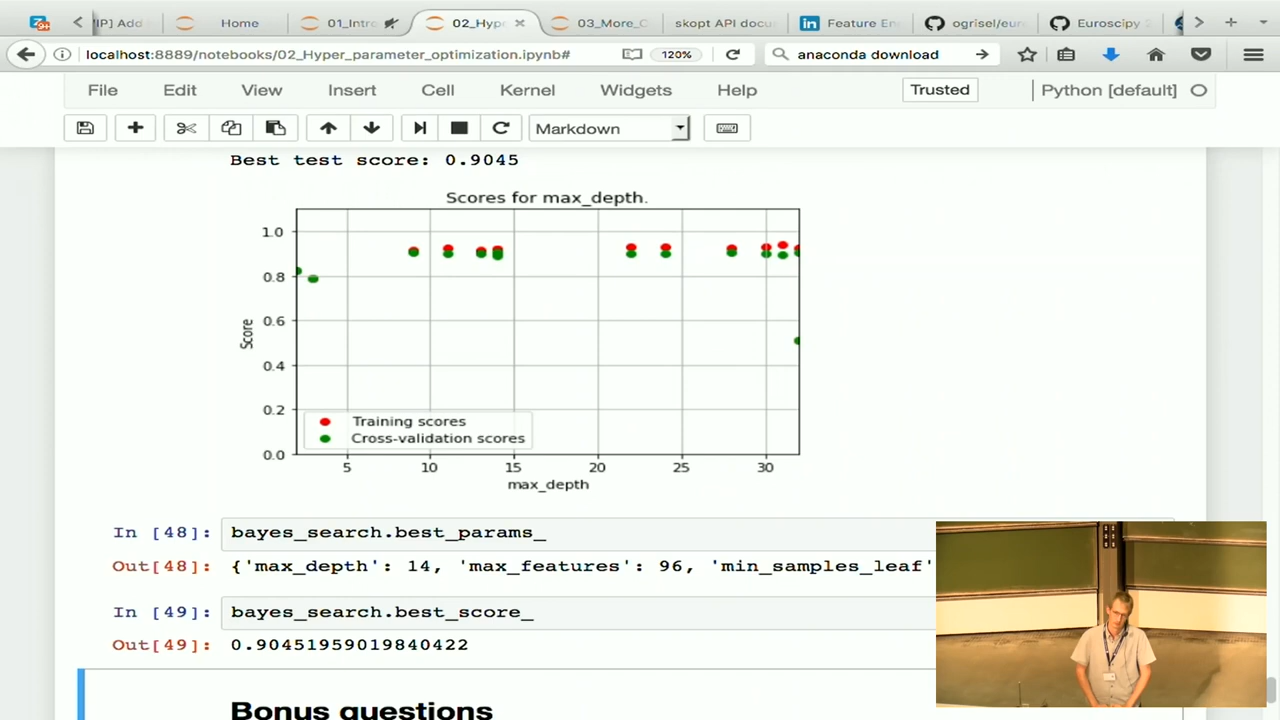 IP] Add
Home
01_Intro
02_Hype
03_More_C
skopt API docu
Feature En
ogrisel/eur
Euroscipy
localhost:8889/notebooks/02_Hyper_parameter_optimization.ipynb#
120%
anaconda download
File Edit View Insert Cell Kernel Widgets Help
Trusted
Python [default]
Markdown
Best test score: 0.9045
Scores for max_depth.
1.0
0.8
0.6
0.4
0.2
0.0
Score
Training scores
Cross-validation scores
5 10 15 20 25 30
max_depth
In [48]: bayes_search.best_params_
Out[48]: {'max_depth': 14, 'max_features': 96, 'min_samples_leaf'
In [49]: bayes_search.best_score_
Out[49]: 0.90451959019840422
Bonus questions